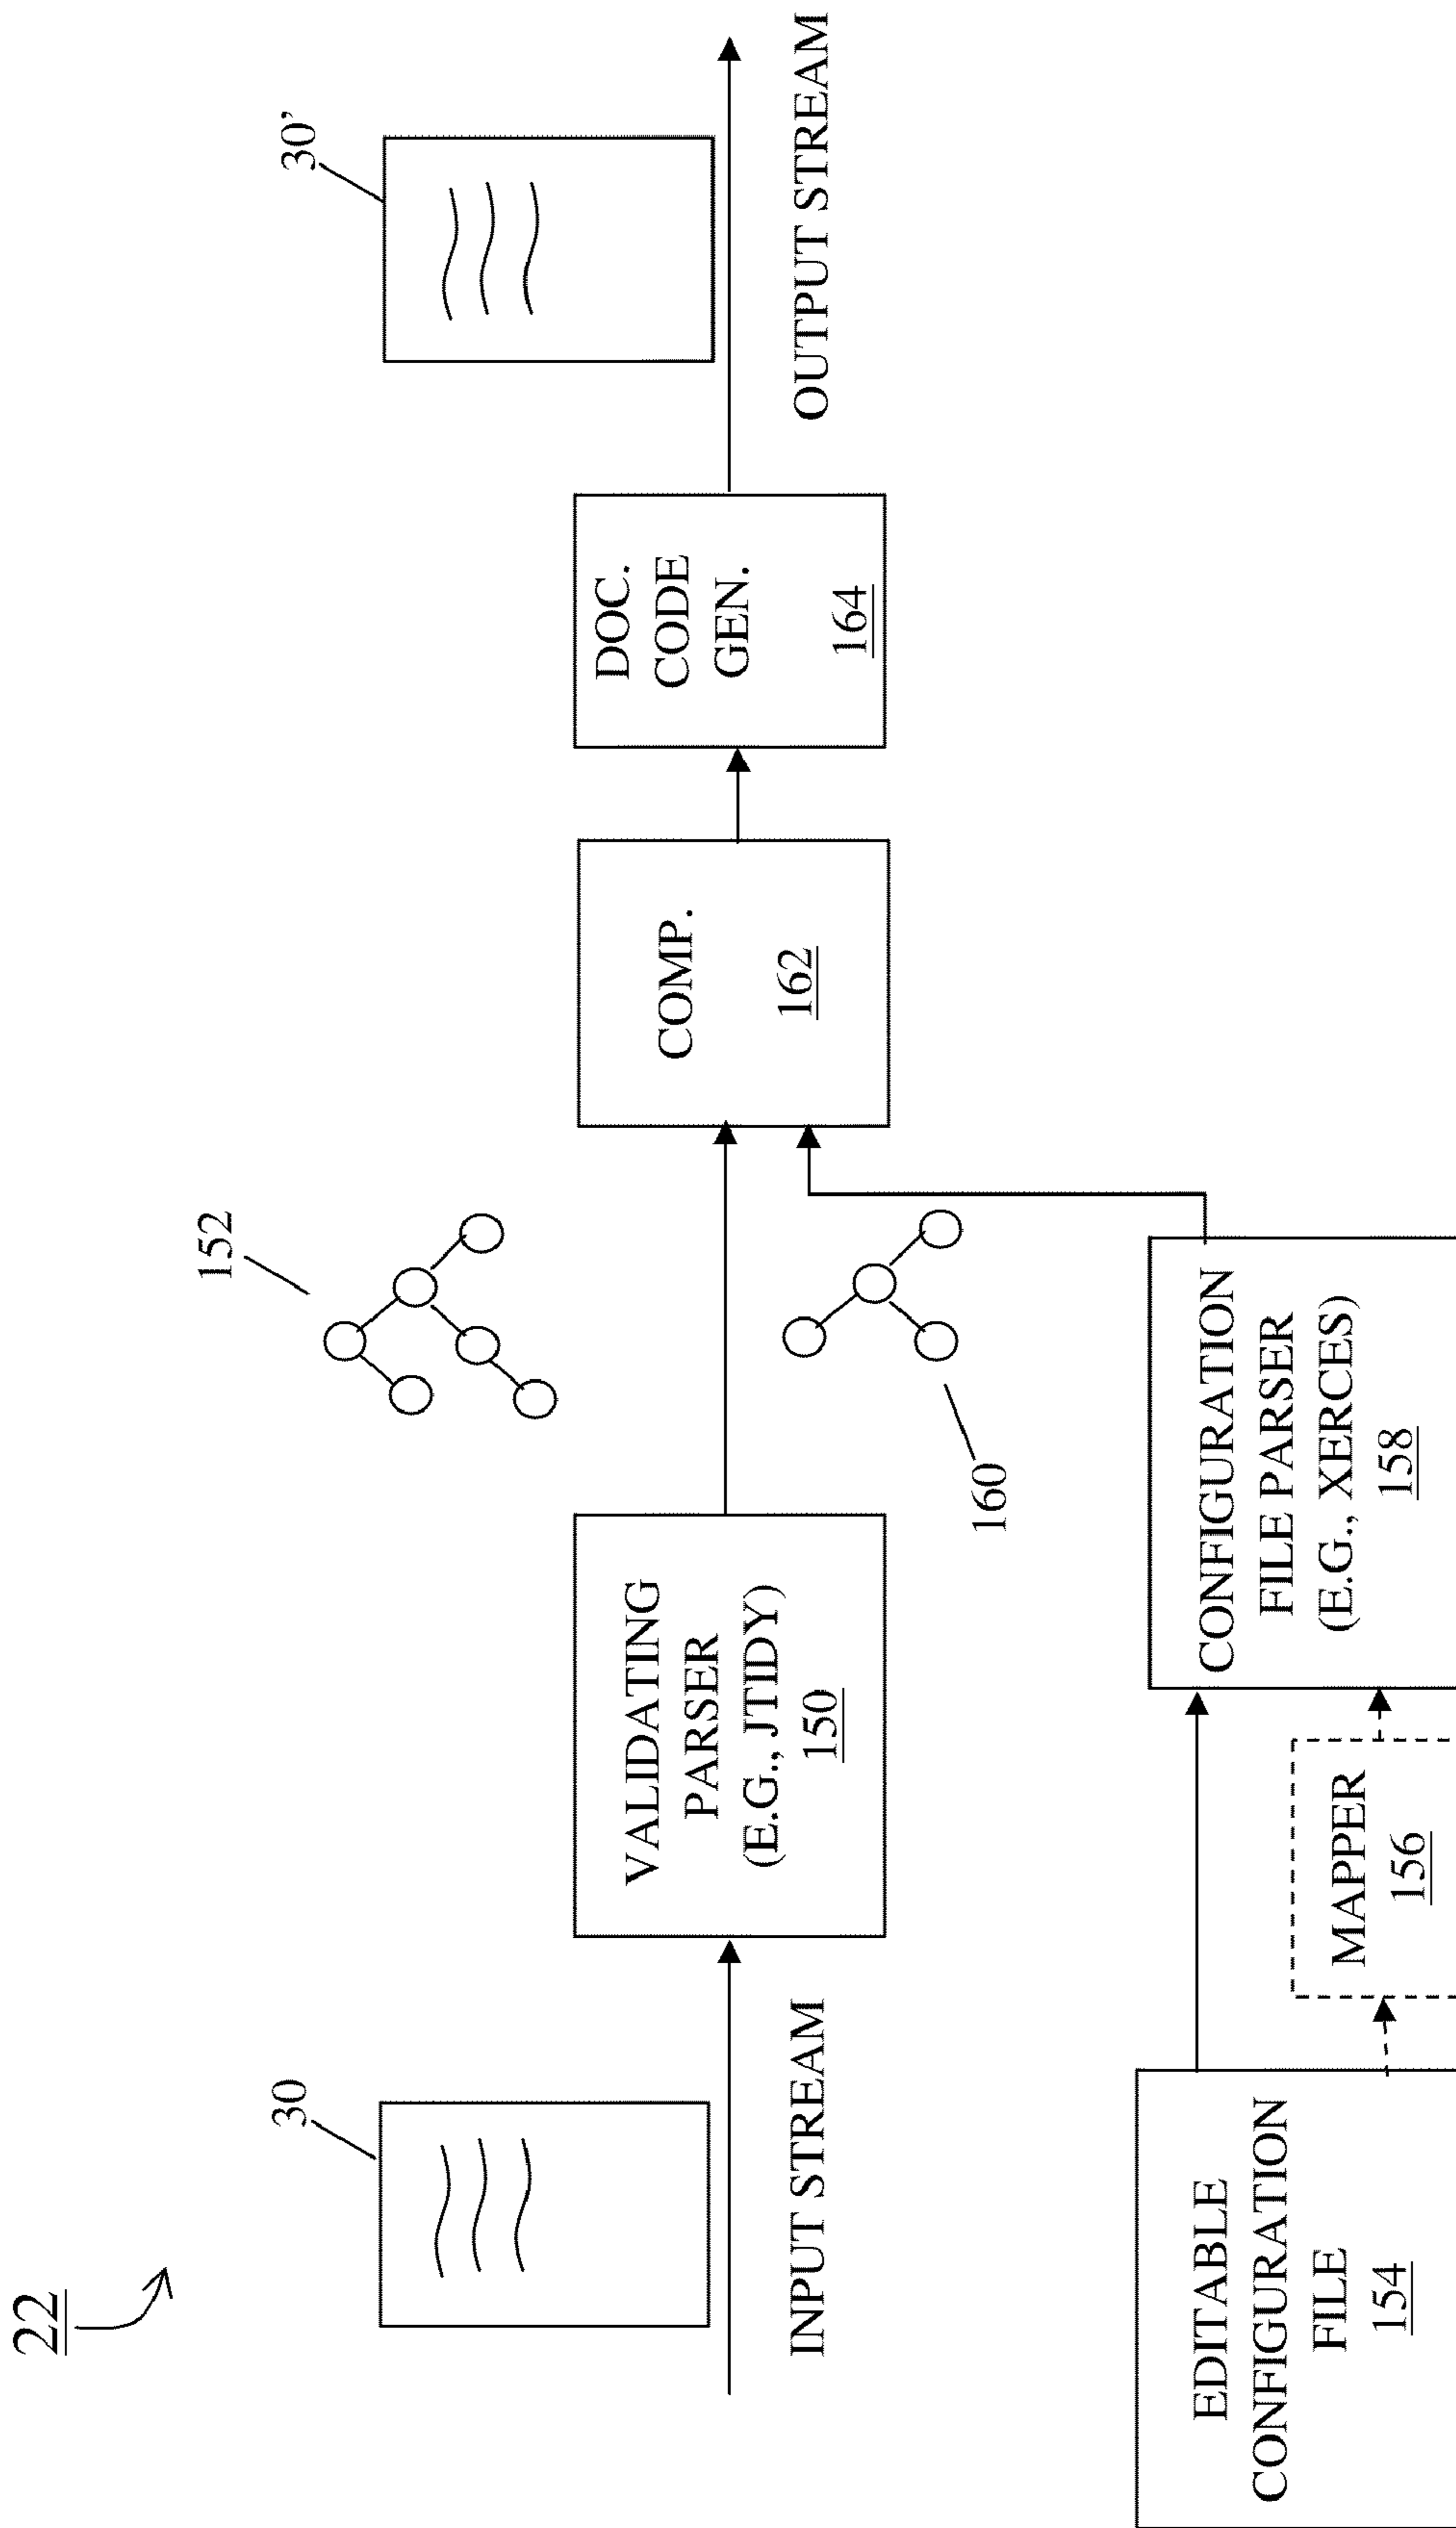 22
30
INPUT STREAM
VALIDATING
PARSER
(E.G., JTIDY)
150
152
160
COMP.
162
DOC.
CODE
GEN.
164
30'
OUTPUT STREAM
EDITABLE
CONFIGURATION
FILE
154
MAPPER
156
CONFIGURATION
FILE PARSER
(E.G., XERCES)
158